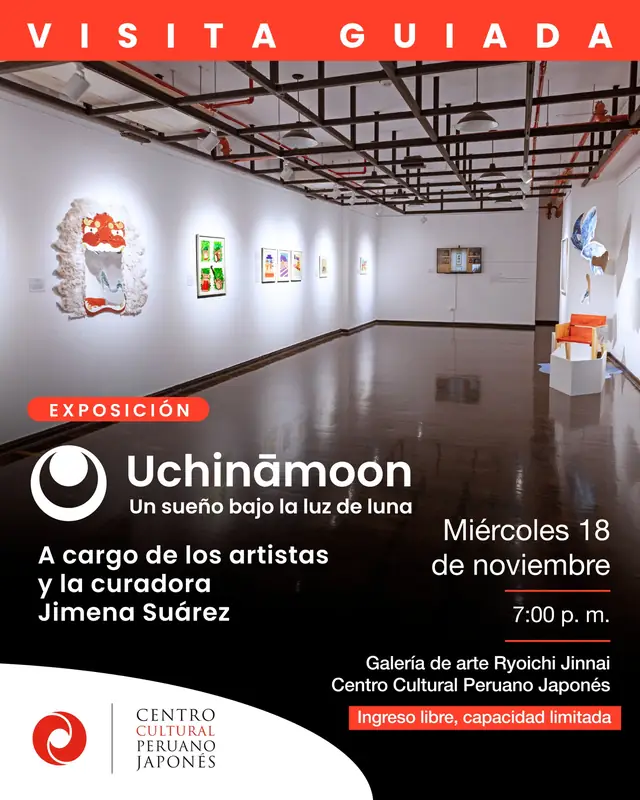 VISITA GUIADA
EXPOSICIÓN
Uchināmoon
Un sueño bajo la luz de luna
A cargo de los artistas
y la curadora
Jimena Suárez
Miércoles 18
de noviembre
7:00 p. m.
Galería de arte Ryoichi Jinnai
Centro Cultural Peruano Japonés
Ingreso libre, capacidad limitada
CENTRO
CULTURAL
PERUANO
JAPONÉS